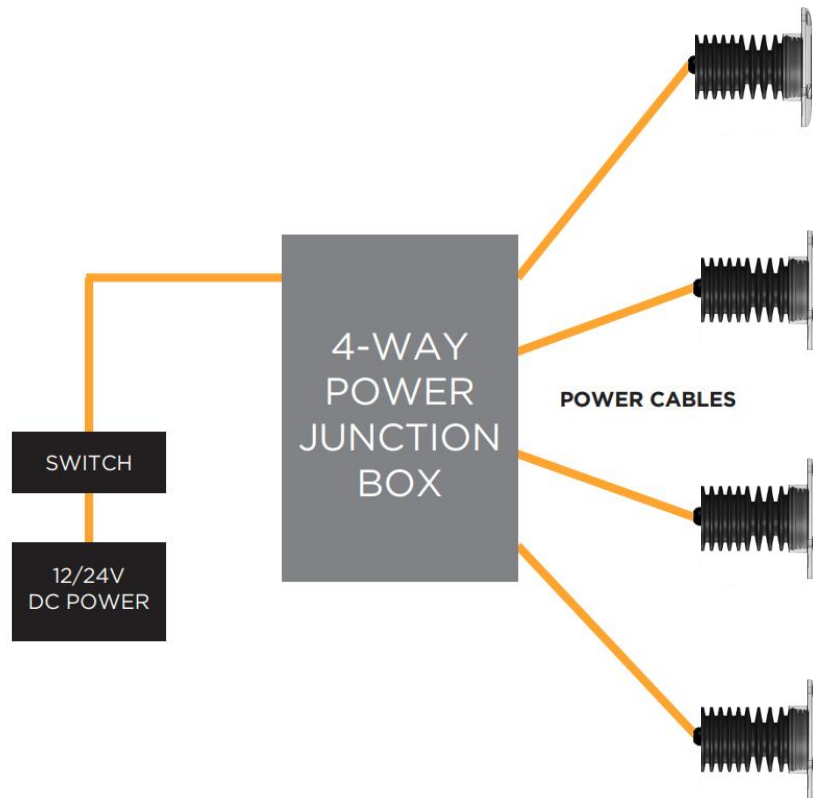 4-WAY
POWER
JUNCTION
BOX
POWER CABLES
SWITCH
12/24V
DC POWER